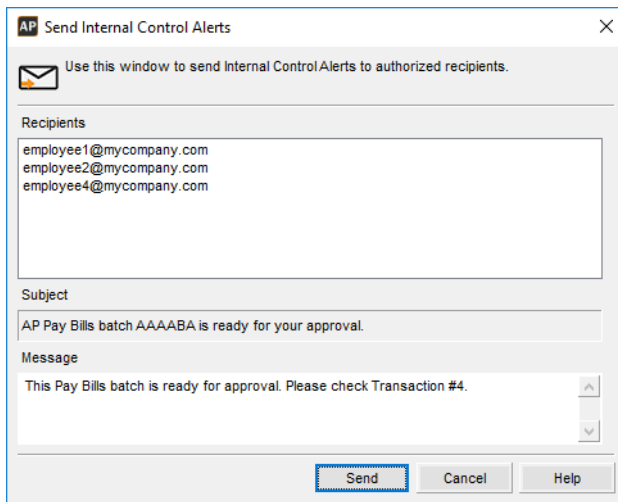 AP Send Internal Control Alerts
Use this window to send Internal Control Alerts to authorized recipients.
Recipients
employee1@mycompany.com
employee2@mycompany.com
employee4@mycompany.com
Subject
AP Pay Bills batch AAAABA is ready for your approval.
Message
This Pay Bills batch is ready for approval. Please check Transaction #4.
Send Cancel Help